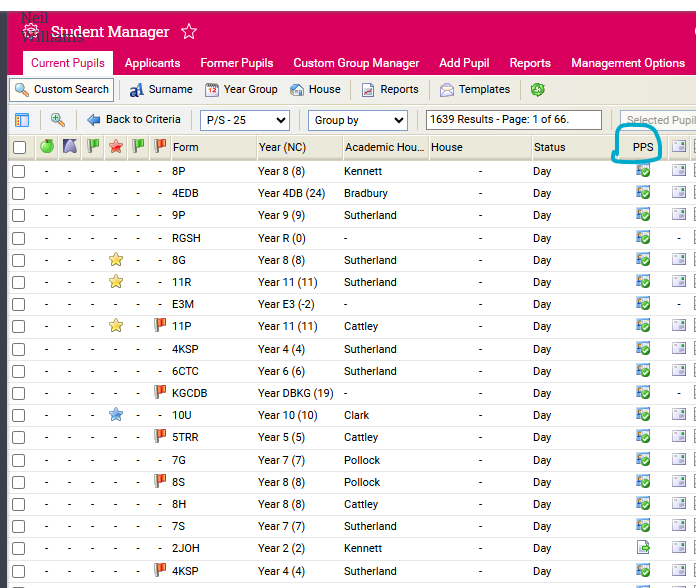 Neil
Williams
Student Manager
Current Pupils Applicants Former Pupils Custom Group Manager Add Pupil Reports Management Options
Custom Search Surname Year Group House Reports Templates
Back to Criteria P/S - 25 Group by 1639 Results - Page: 1 of 66. Selected Pupil
Form Year (NC) Academic Hou... House Status PPS
- - - - - - 8P Year 8 (8) Kennett - Day
- - - - - - 4EDB Year 4DB (24) Bradbury - Day
- - - - - - 9P Year 9 (9) Sutherland - Day
- - - - - - RGSH Year R (0) - - Day -
- - - - - 8G Year 8 (8) Sutherland - Day
- - - - - 11R Year 11 (11) Sutherland - Day
- - - - - - E3M Year E3 (-2) - - Day -
- - - - 11P Year 11 (11) Cattley - Day
- - - - - - 4KSP Year 4 (4) Sutherland - Day
- - - - - - 6CTC Year 6 (6) Sutherland - Day
- - - - - KGCDB Year DBKG (19) - - Day -
- - - - - 10U Year 10 (10) Clark - Day
- - - - - 5TRR Year 5 (5) Cattley - Day
- - - - - - 7G Year 7 (7) Pollock - Day
- - - - - 8S Year 8 (8) Pollock - Day
- - - - - - 8H Year 8 (8) Cattley - Day
- - - - - - 7S Year 7 (7) Sutherland - Day
- - - - - - 2JOH Year 2 (2) Kennett - Day
- - - - - 4KSP Year 4 (4) Sutherland - Day